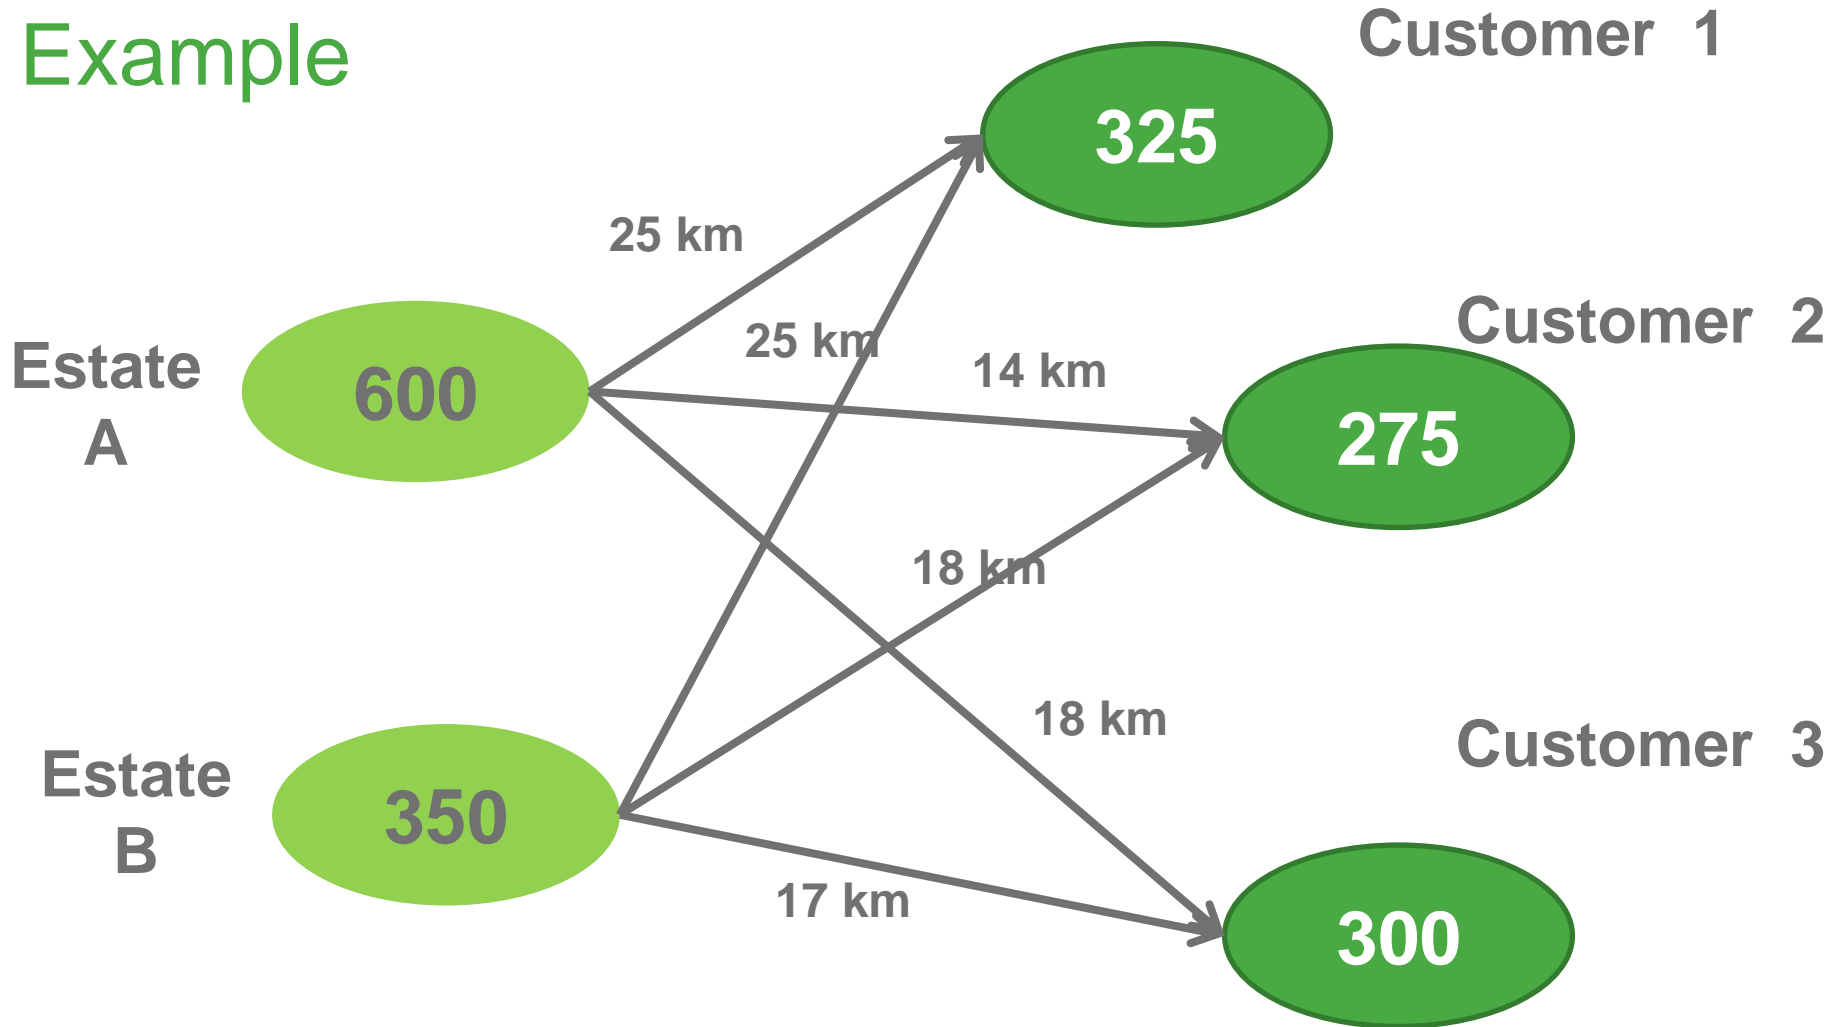 Example
Customer 1
325
25 km
25 km
14 km
Customer 2
275
Estate
A
600
18 km
18 km
Customer 3
Estate
B
350
17 km
300